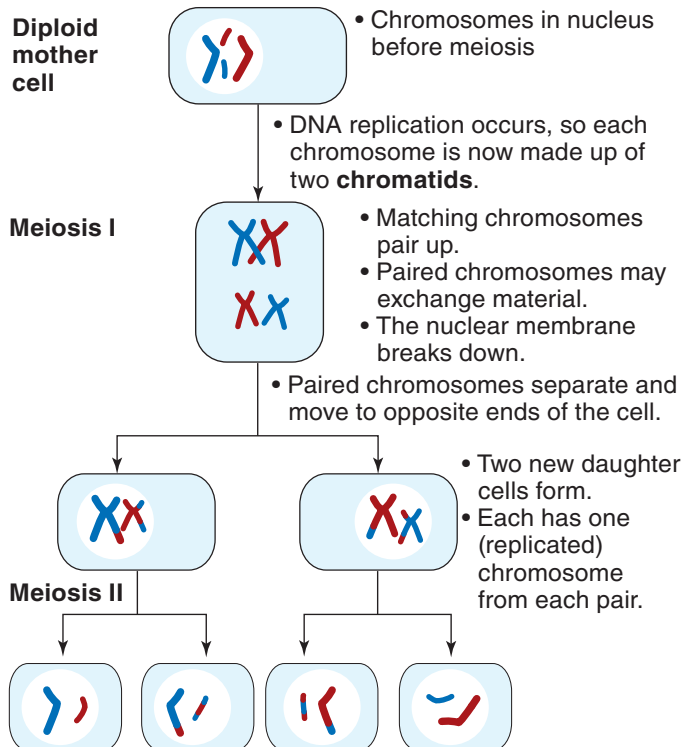 Diploid
mother
cell
• Chromosomes in nucleus
before meiosis
• DNA replication occurs, so each
chromosome is now made up of
two chromatids.
Meiosis I
• Matching chromosomes
pair up.
• Paired chromosomes may
exchange material.
• The nuclear membrane
breaks down.
• Paired chromosomes separate and
move to opposite ends of the cell.
• Two new daughter
cells form.
• Each has one
(replicated)
chromosome
from each pair.
Meiosis II